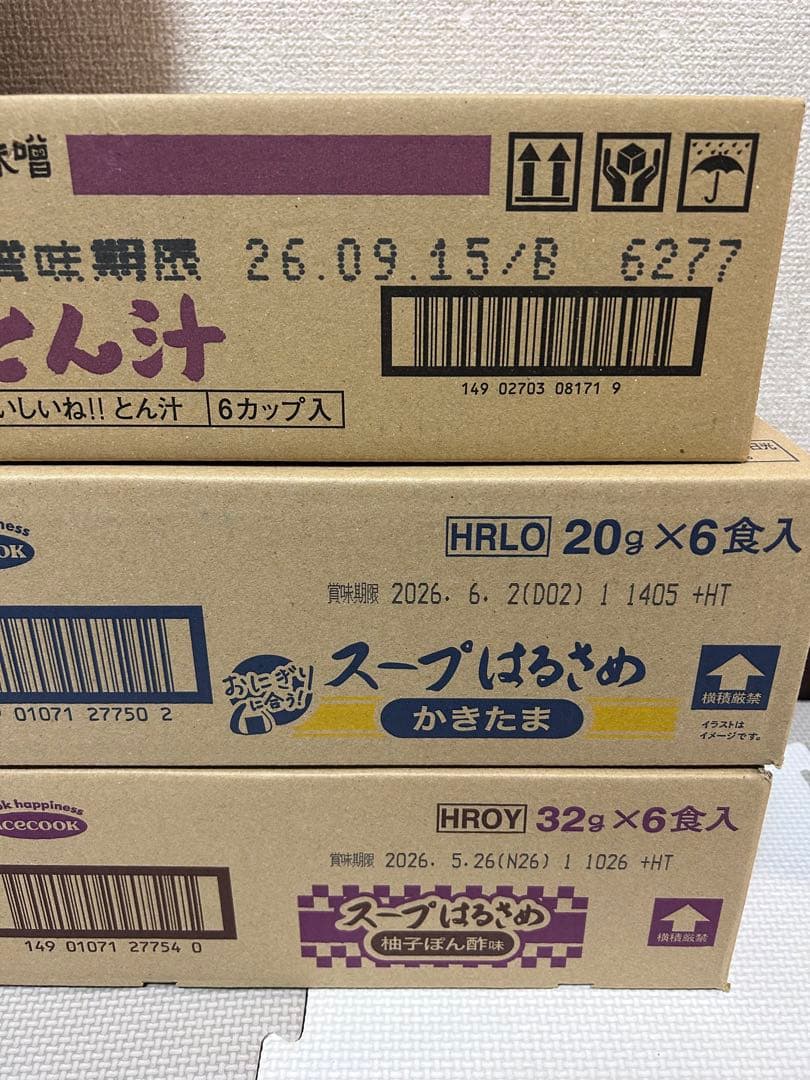 味噌
賞味期限 26.09.15/B 6277
とん汁
149 02703 08171 9
いしいね!! とん汁 6カップ入
HRLO 20g×6食入
賞味期限 2026. 6. 2(D02) 1 1405 +HT
01071 27750 2
おにぎりに合う!
スープはるさめ
かきたま
横積厳禁
イラストは
イメージです。
ok happiness
acecook
HROY 32g×6食入
賞味期限 2026. 5.26(N26) 1 1026 +HT
149 01071 27754 0
スープはるさめ
柚子ぽん酢味
横積厳禁